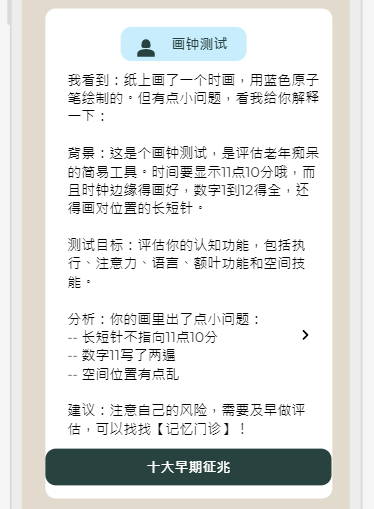 画钟测试
我看到：纸上画了一个时画，用蓝色原子
笔绘制的。但有点小问题，看我给你解释
一下：
背景：这是个画钟测试，是评估老年痴呆
的简易工具。时间要显示11点10分哦，而
且时钟边缘得画好，数字1到12得全，还
得画对位置的长短针。
测试目标：评估你的认知功能，包括执
行、注意力、语言、额叶功能和空间技
能。
分析：你的画里出了点小问题：
-- 长短针不指向11点10分
-- 数字11写了两遍
-- 空间位置有点乱
建议：注意自己的风险，需要及早做评
估，可以找找【记忆门诊】！
十大早期征兆